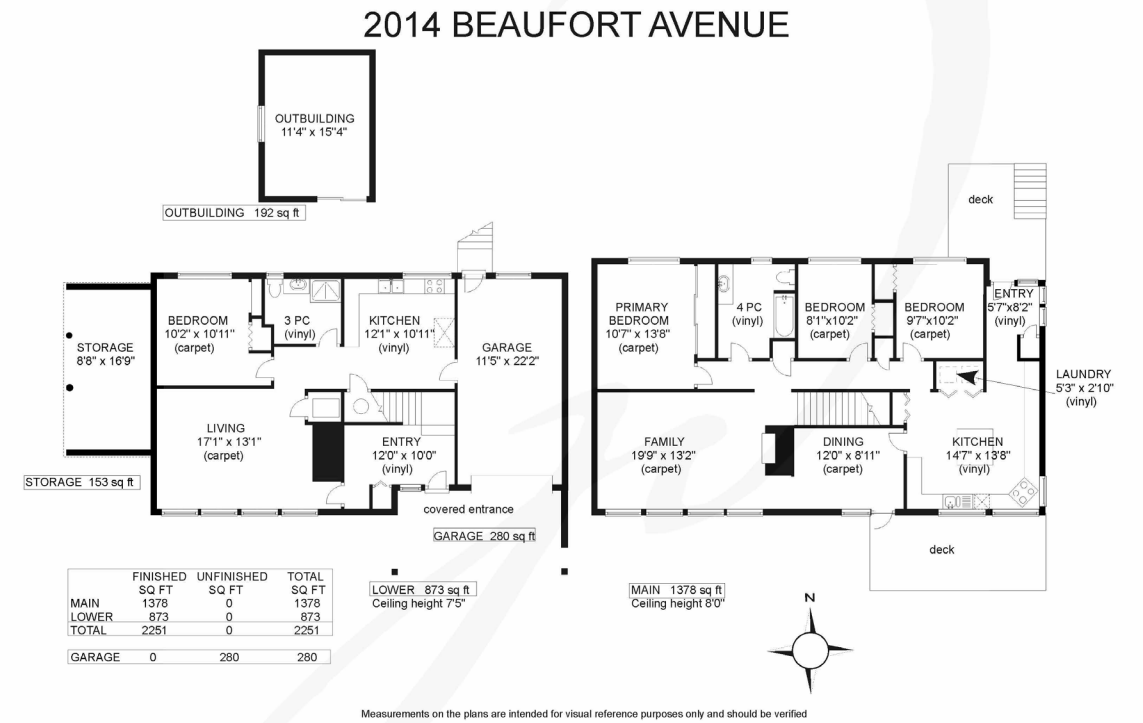 2014 BEAUFORT AVENUE
OUTBUILDING
11'4" x 15"4"
OUTBUILDING 192 sq ft
STORAGE
8'8" x 16'9"
STORAGE 153 sq ft
BEDROOM
10'2" x 10'11"
(carpet)
3 PC
(vinyl)
KITCHEN
12'1" x 10'11"
(vinyl)
GARAGE
11'5" x 22'2"
LIVING
17'1" x 13'1"
(carpet)
ENTRY
12'0" x 10'0"
(vinyl)
covered entrance
GARAGE 280 sq ft
LOWER 873 sq ft
Ceiling height 7'5"
deck
PRIMARY
BEDROOM
10'7" x 13'8"
(carpet)
4 PC
(vinyl)
BEDROOM
8'1"x10'2"
(carpet)
BEDROOM
9'7"x10'2"
(carpet)
ENTRY
5'7"x8'2"
(vinyl)
LAUNDRY
5'3" x 2'10"
(vinyl)
FAMILY
19'9" x 13'2"
(carpet)
DINING
12'0" x 8'11"
(carpet)
KITCHEN
14'7" x 13'8"
(vinyl)
deck
MAIN 1378 sq ft
Ceiling height 8'0"
FINISHED UNFINISHED TOTAL
SQ FT SQ FT SQ FT
MAIN 1378 0 1378
LOWER 873 0 873
TOTAL 2251 0 2251
GARAGE 0 280 280
N
Measurements on the plans are intended for visual reference purposes only and should be verified